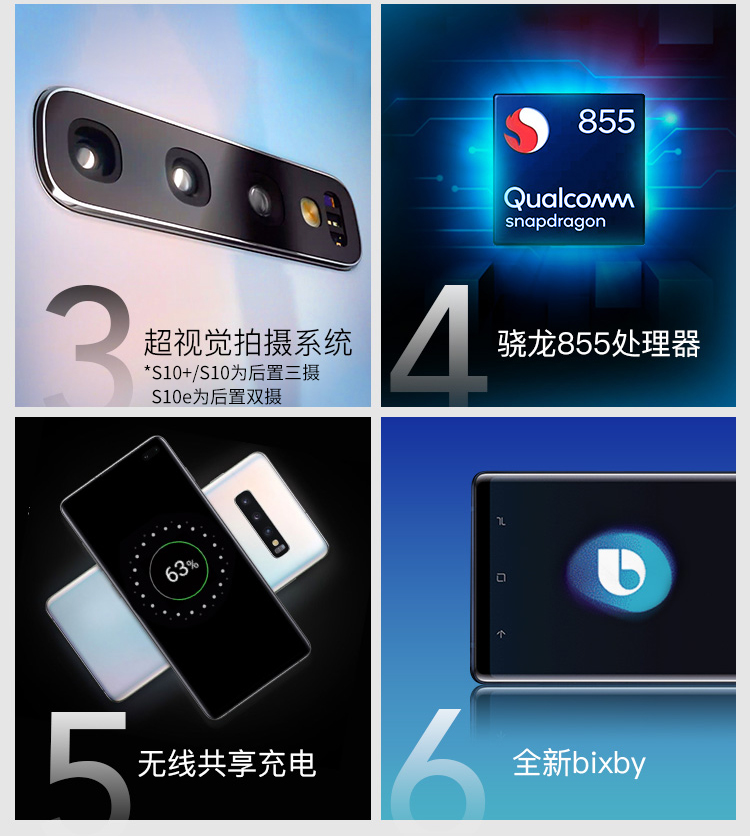 3
超视觉拍摄系统
*S10+/S10为后置三摄
S10e为后置双摄
855
Qualcomm
snapdragon
4
骁龙855处理器
63%
5
无线共享充电
b
6
全新bixby